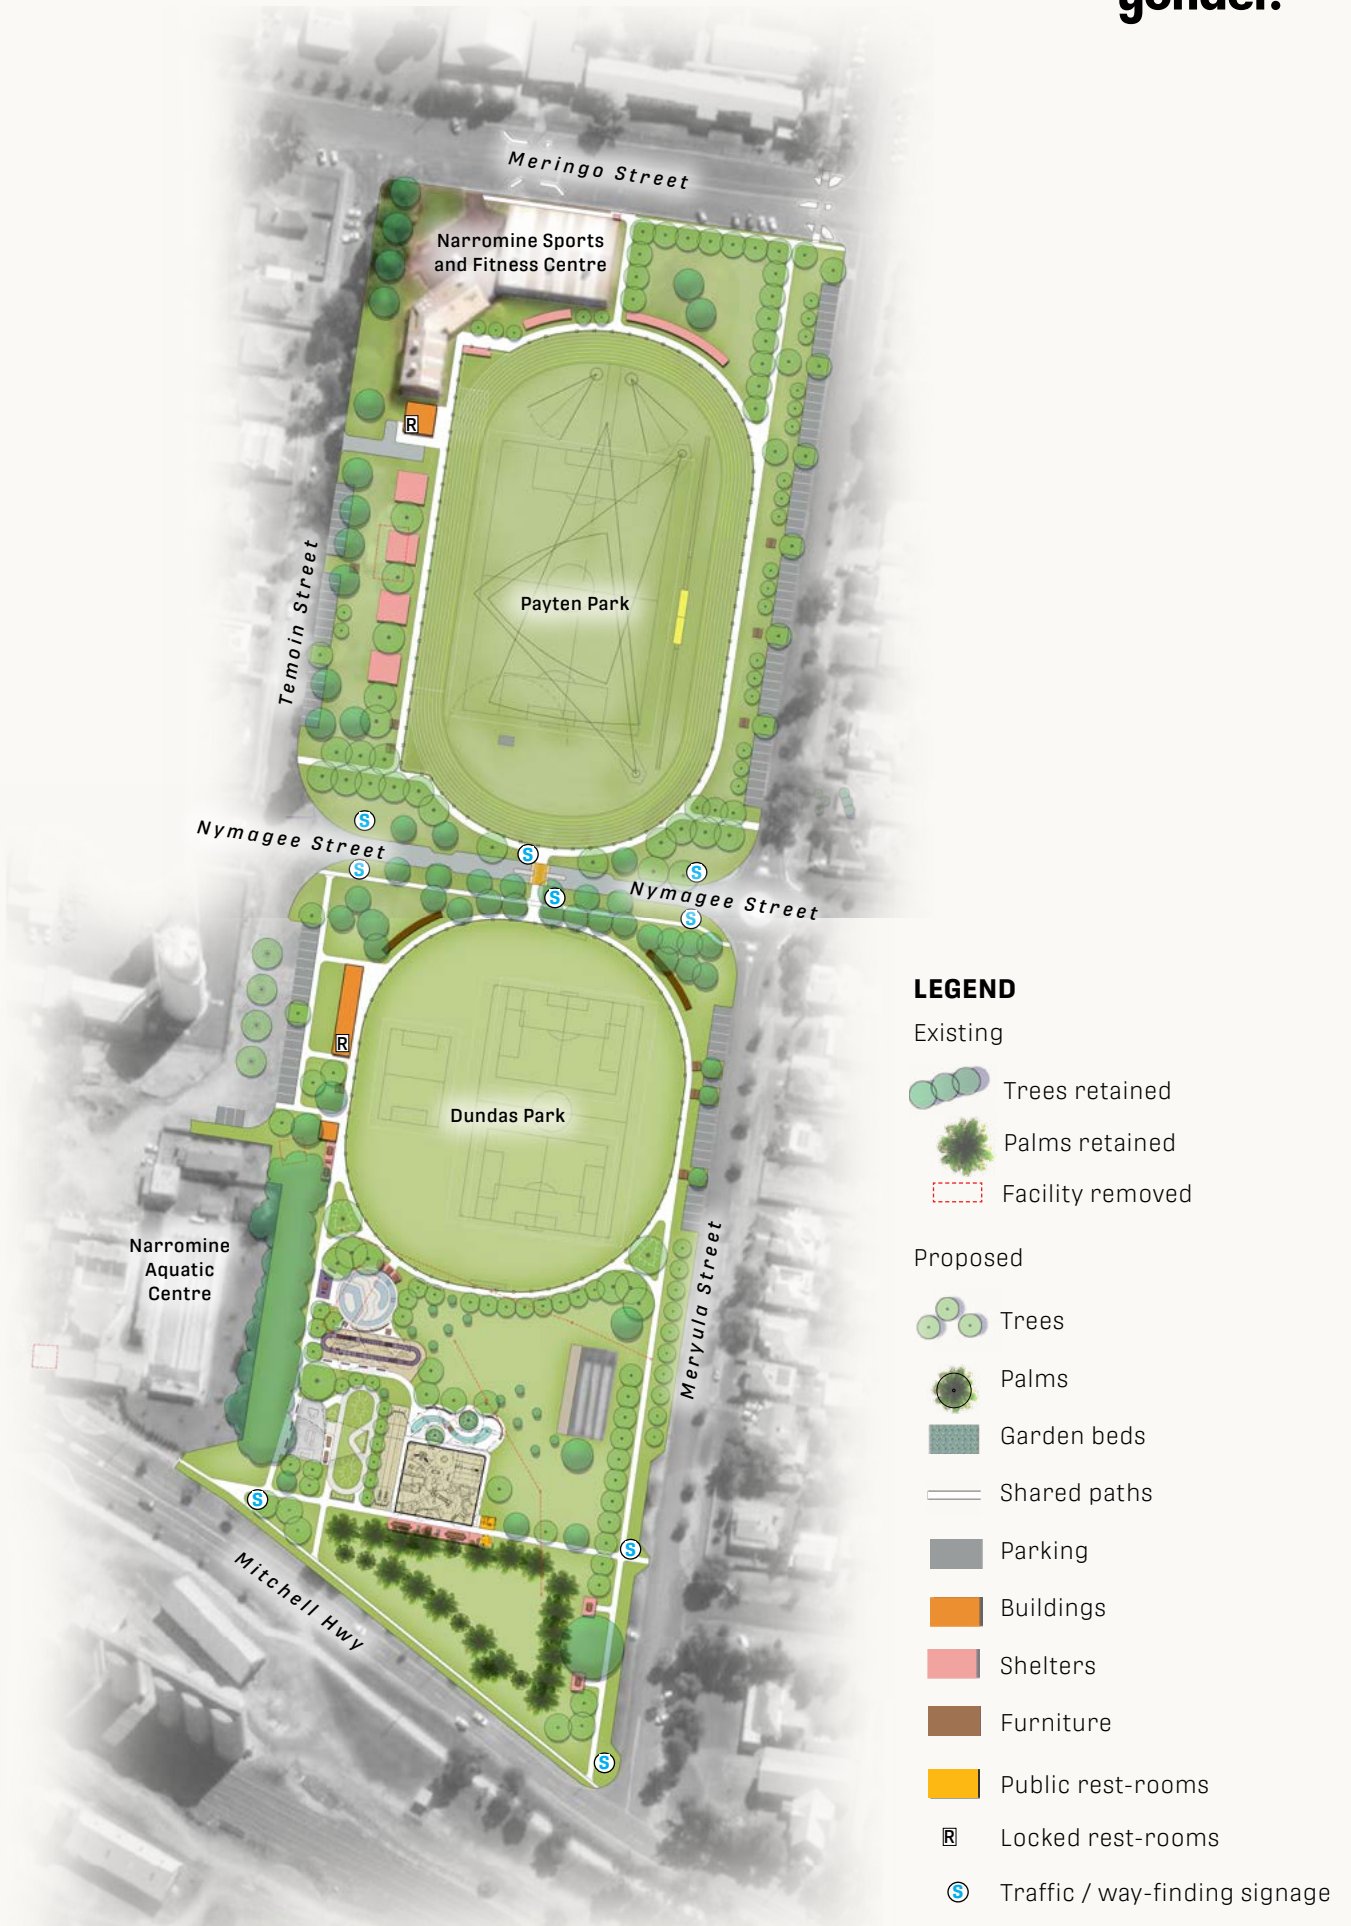 gonder.
Meringo Street
Narromine Sports
and Fitness Centre
R
Temoin Street
Payten Park
S
Nymagee Street
S
S
S
S
Nymagee Street
S
R
Dundas Park
Narromine
Aquatic
Centre
Meryula Street
S
S
Mitchell Hwy
S
LEGEND
Existing
Trees retained
Palms retained
Facility removed
Proposed
Trees
Palms
Garden beds
Shared paths
Parking
Buildings
Shelters
Furniture
Public rest-rooms
R Locked rest-rooms
S Traffic / way-finding signage